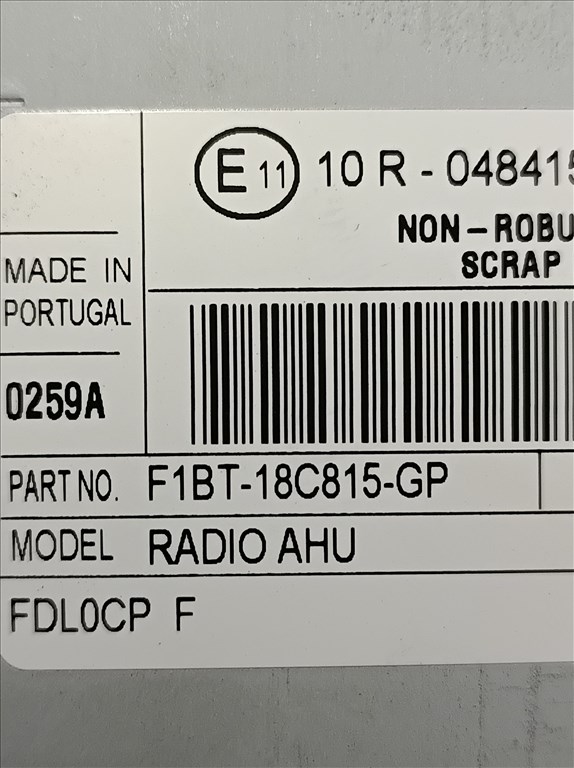 E 11 10 R - 048415
NON-ROBU
SCRAP
MADE IN
PORTUGAL
0259A
PART NO. F1BT-18C815-GP
MODEL RADIO AHU
FDL0CP F